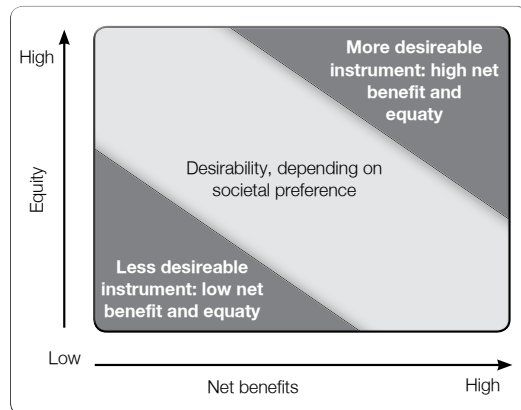 High
More desireable
instrument: high net
benefit and
equaty
Equity
Desirability, depending on
societal preference
Less desireable
instrument: low net
benefit and equaty
Low
Net benefits
High